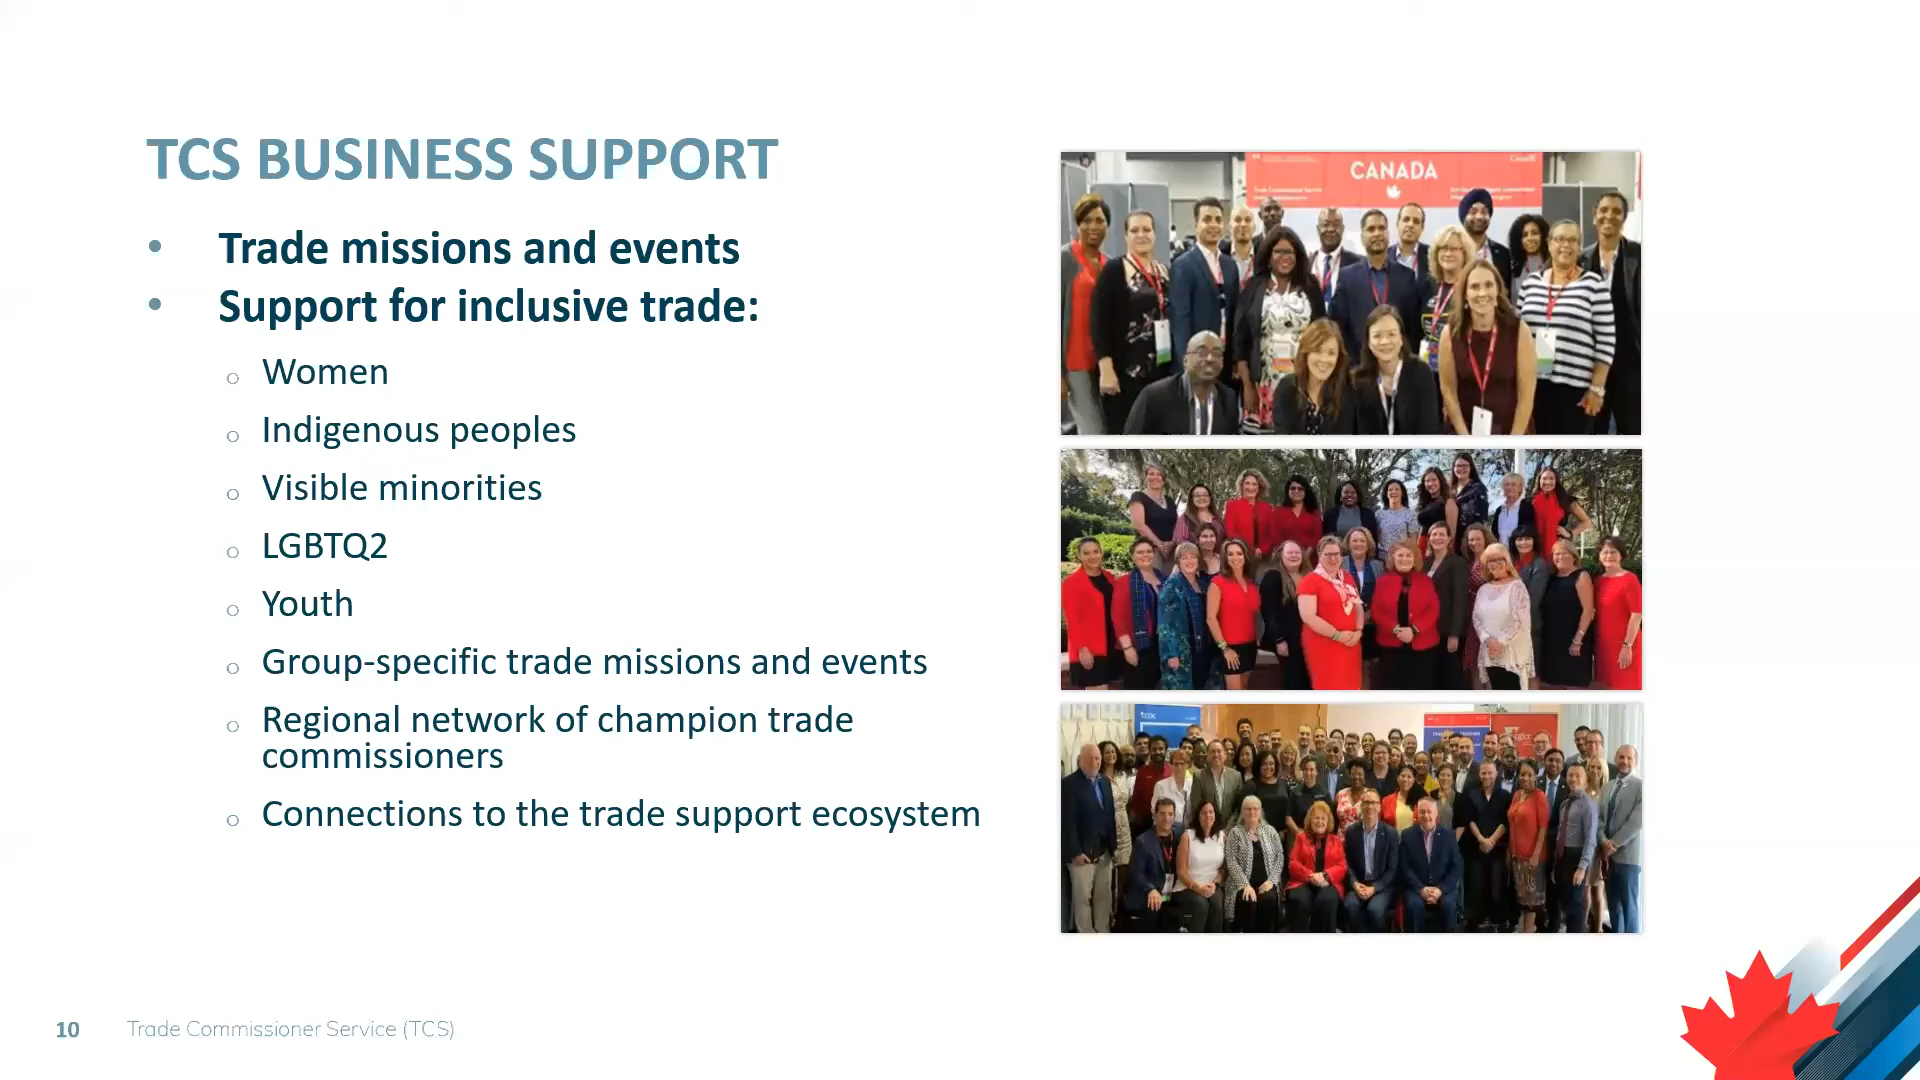 TCS BUSINESS SUPPORT
• Trade missions and events
• Support for inclusive trade:
o Women
o Indigenous peoples
o Visible minorities
o LGBTQ2
o Youth
o Group-specific trade missions and events
o Regional network of champion trade
commissioners
o Connections to the trade support ecosystem
CANADA
10 Trade Commissioner Service (TCS)